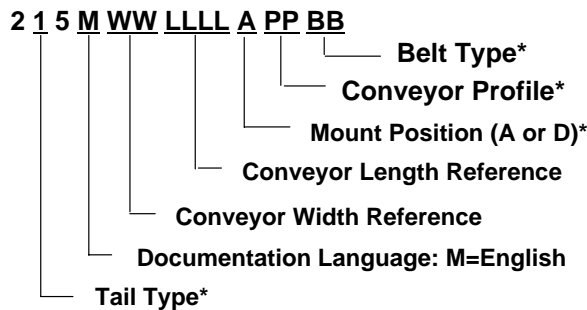 2 1 5 M WW LLLL A PP BB
Belt Type*
Conveyor Profile*
Mount Position (A or D)*
Conveyor Length Reference
Conveyor Width Reference
Documentation Language: M=English
Tail Type*